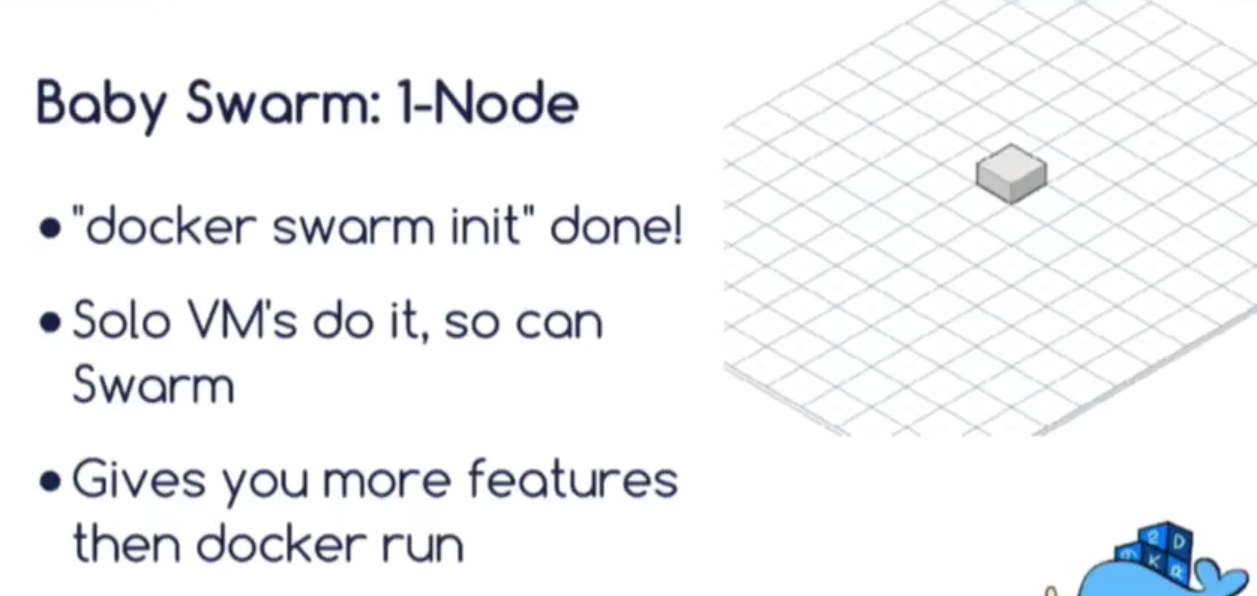 Baby Swarm: 1-Node
● "docker swarm init" done!
● Solo VM's do it, so can
Swarm
● Gives you more features
then docker run
2 D
K